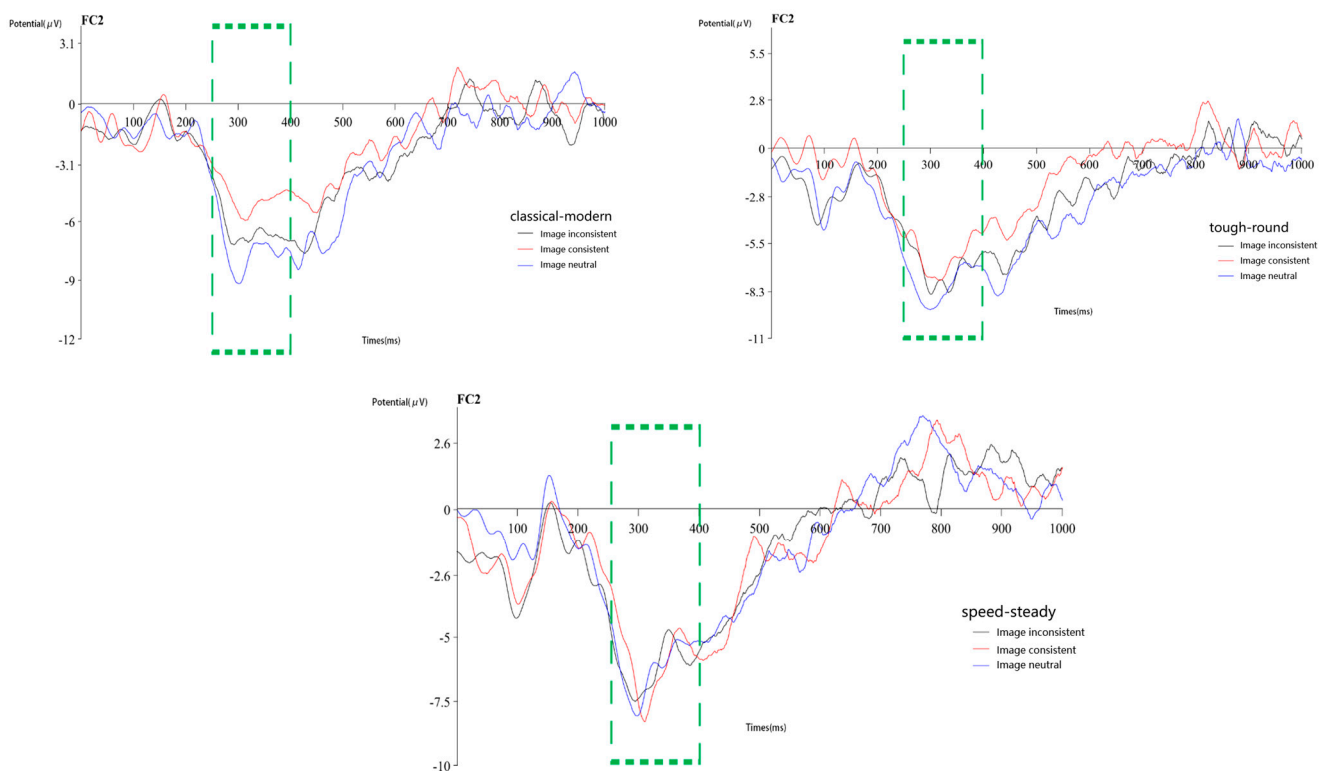 Potential(μV) FC2
3.1
0
-3.1
-6
-9
-12
100 200 300 400 500 600 700 800 900 1000
classical-modern
Image inconsistent
Image consistent
Image neutral
Times(ms)
Potential(μV) FC2
5.5
2.8
0
-2.8
-5.5
-8.3
-11
100 200 300 400 500 600 700 800 900 1000
tough-round
Image inconsistent
Image consistent
Image neutral
Times(ms)
Potential(μV) FC2
2.6
0
-2.6
-5
-7.5
-10
100 200 300 400 500 600 700 800 900 1000
speed-steady
Image inconsistent
Image consistent
Image neutral
Times(ms)